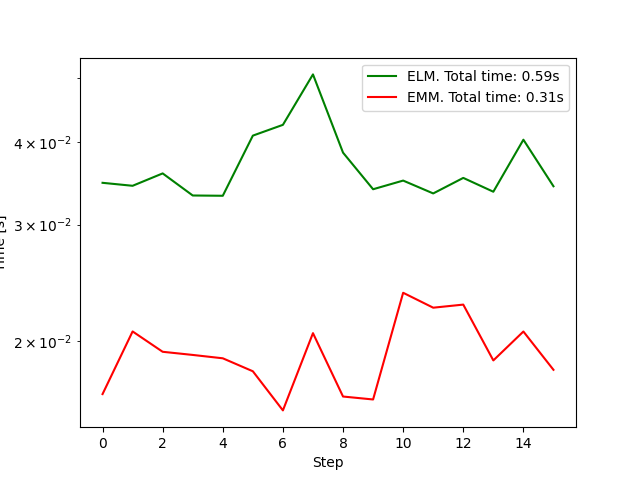 ELM. Total time: 0.59s
EMM. Total time: 0.31s
4 × 10⁻²
3 × 10⁻²
2 × 10⁻²
Time [s]
0 2 4 6 8 10 12 14
Step